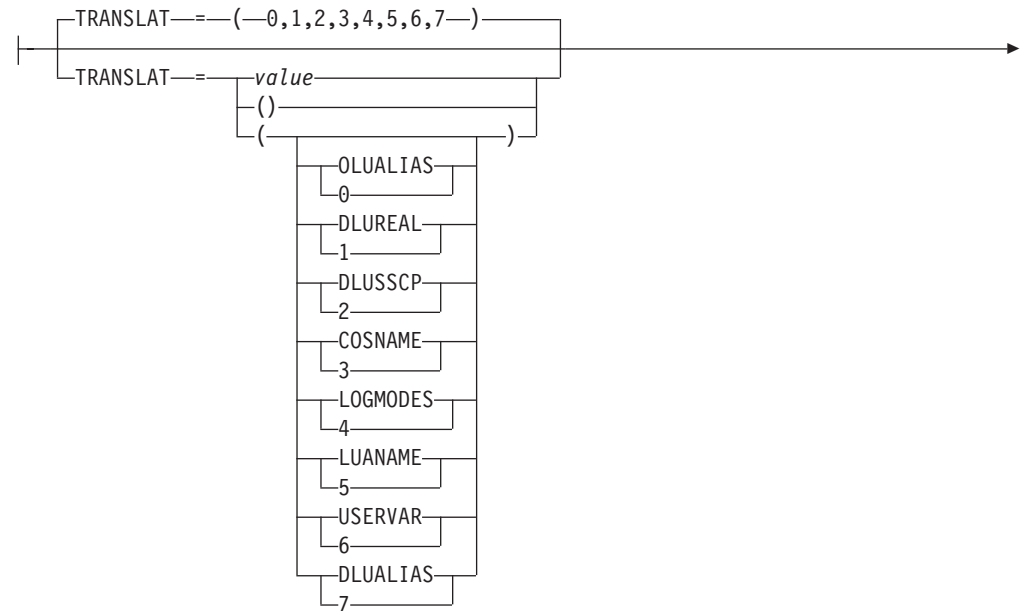 TRANSLAT = ( 0,1,2,3,4,5,6,7 )
TRANSLAT = value
()
( )
OLUALIAS
0
DLUREAL
1
DLUSSCP
2
COSNAME
3
LOGMODES
4
LUANAME
5
USERVAR
6
DLUALIAS
7